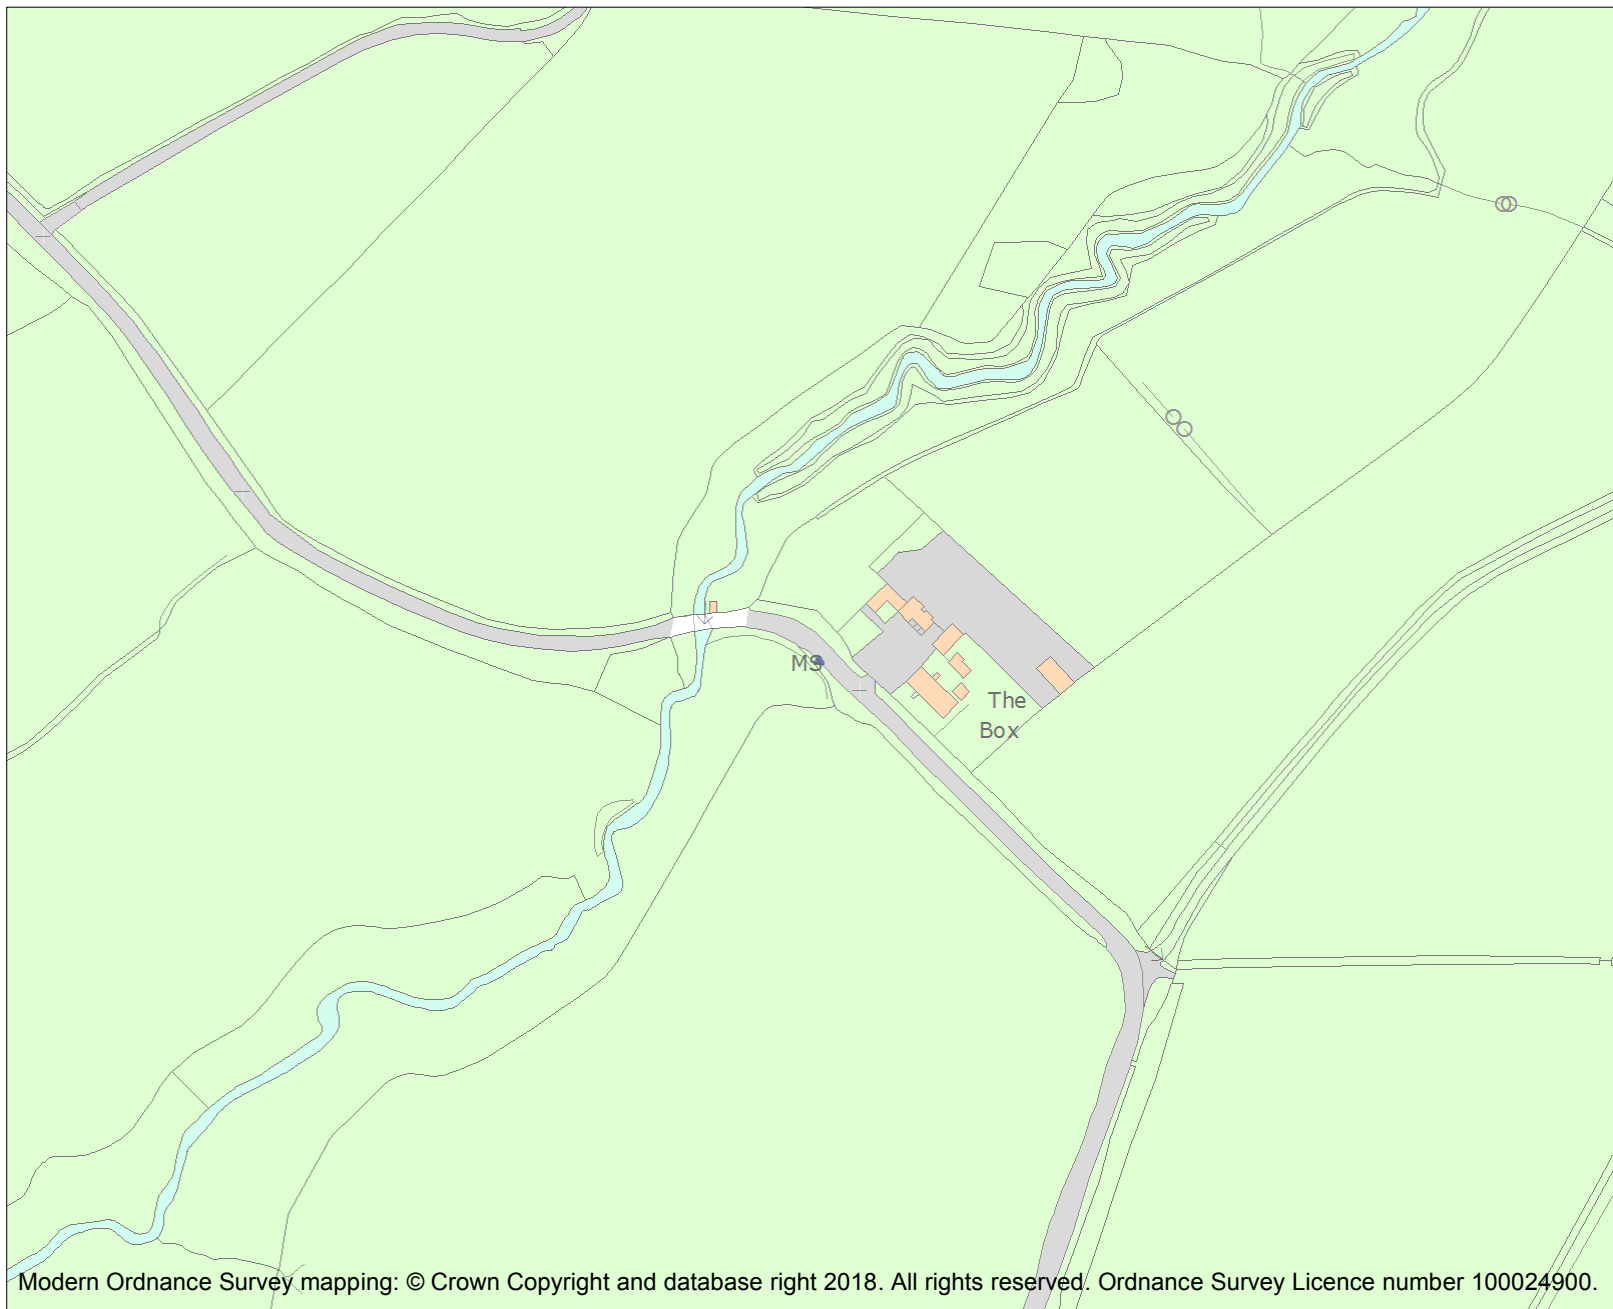 MS
The
Box
Modern Ordnance Survey mapping: © Crown Copyright and database right 2018. All rights reserved. Ordnance Survey Licence number 100024900.